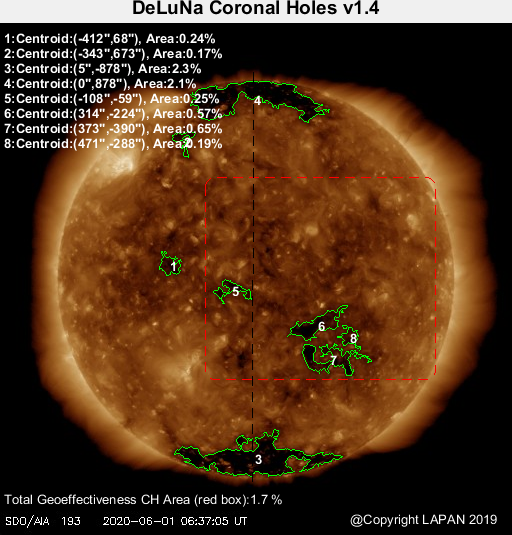 DeLuNa Coronal Holes v1.4
1:Centroid:(-412",68"), Area:0.24%
2:Centroid:(-343",673"), Area:0.17%
3:Centroid:(5",-878"), Area:2.3%
4:Centroid:(0",878"), Area:2.1%
5:Centroid:(-108",-59"), Area:0.25%
6:Centroid:(314",-224"), Area:0.57%
7:Centroid:(373",-390"), Area:0.65%
8:Centroid:(471",-288"), Area:0.19%
4
2
1
5
6
8
7
3
Total Geoeffectiveness CH Area (red box):1.7 %
SDO/AIA 193 2020-06-01 06:37:05 UT
@Copyright LAPAN 2019